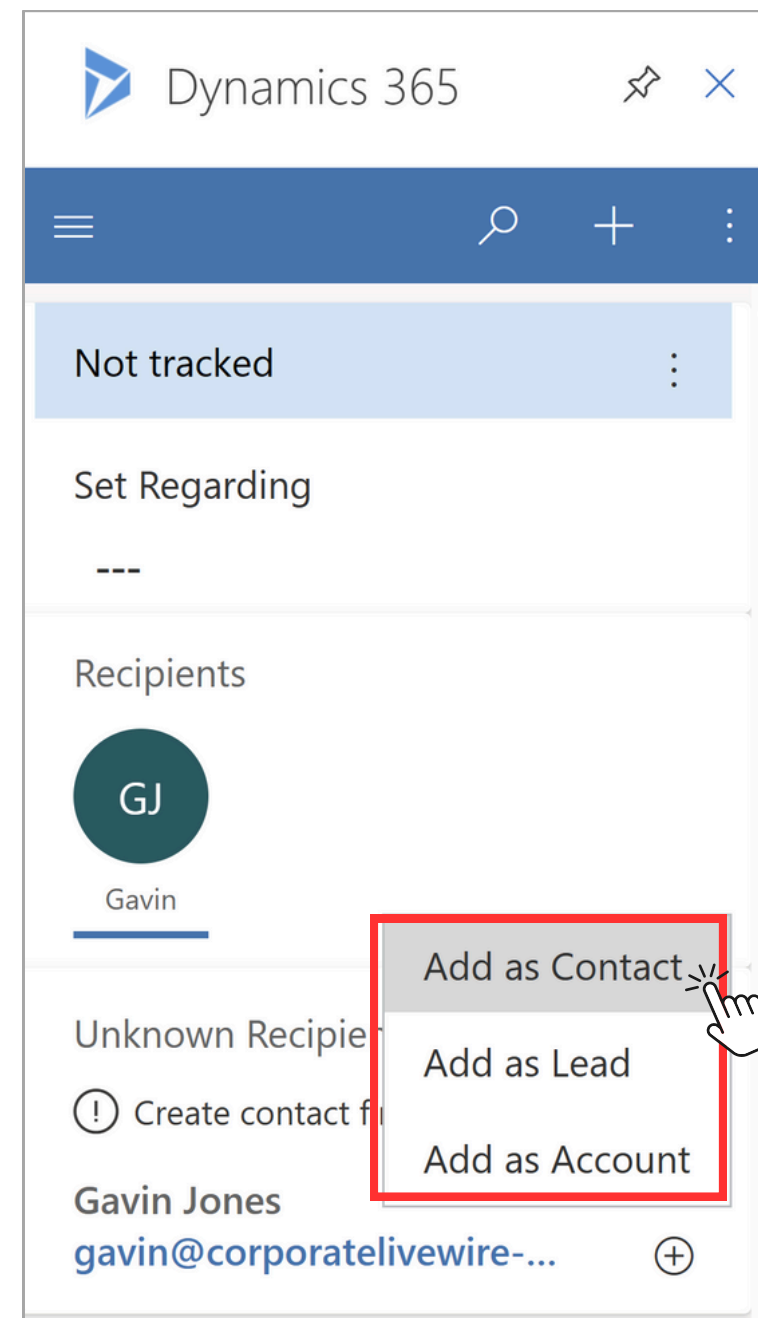 Dynamics 365
Not tracked
Set Regarding
---
Recipients
GJ
Gavin
Add as Contact
Unknown
Add as Lead
Create contact
Add as Account
Gavin Jones
gavin@corporatelivewire-...